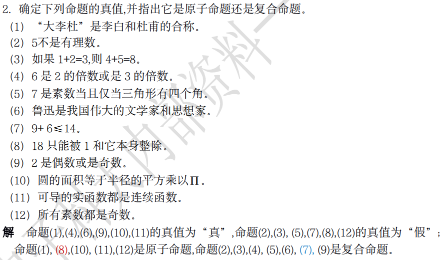 2. 确定下列命题的真值,并指出它是原子命题还是复合命题。
(1) “大李杜”是李白和杜甫的合称.
(2) 5不是有理数.
(3) 如果 1+2=3,则 4+5=8.
(4) 6 是 2 的倍数或是 3 的倍数.
(5) 7 是素数当且仅当三角形有四个角.
(6) 鲁迅是我国伟大的文学家和思想家.
(7) 9+ 6≤14.
(8) 18 只能被 1 和它本身整除.
(9) 2 是偶数或是奇数.
(10) 圆的面积等于半径的平方乘以Π.
(11) 可导的实函数都是连续函数.
(12) 所有素数都是奇数.
解 命题(1),(4),(6),(9),(10),(11)的真值为“真”,命题(2),(3), (5),(7),(8),(12)的真值为“假”;
命题(1), (8),(10), (11),(12)是原子命题,命题(2),(3),(4), (5),(6), (7), (9)是复合命题.
内部资料